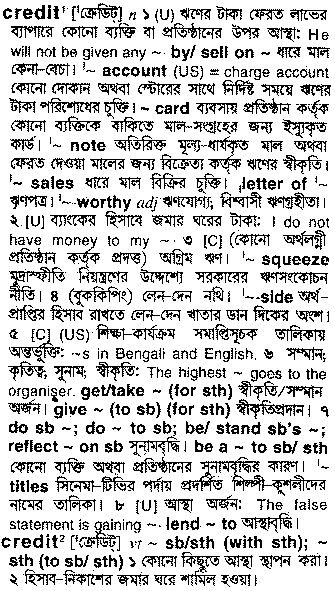 credit¹ [ˈক্রেডিট্] n ১ (U) ঋণের টাকা ফেরত লাভের
ব্যাপারে কোনো ব্যক্তি বা প্রতিষ্ঠানের উপর আস্থা: He
will not be given any ~. by/ sell on ~ ধারে মাল
কেনা-বেচা। ˈ~ account (US) = charge account
কোনো দোকান অথবা স্টোরের সাথে নির্দিষ্ট সময়ে ঋণের
টাকা পরিশোধের চুক্তি। ~ card ব্যবসায় প্রতিষ্ঠান কর্তৃক
কোনো ব্যক্তিকে বাকিতে মাল-সংগ্রহের জন্য ইস্যুকৃত
কার্ড। ˈ~ note অতিরিক্ত মূল্য-ধার্যকৃত মাল অথবা
ফেরত দেওয়া মালের জন্য বিক্রেতা কর্তৃক ঋণের স্বীকৃতি।
ˈ~ sales ধারে মাল বিক্রির চুক্তি। ˌletter of ˈ~
ঋণপত্র। ˈ~worthy adj ঋণযোগ্য, বিশ্বাসী ঋণগ্রহীতা।
২ [U] ব্যাংকের হিসাবে জমার ঘরের টাকা: I do not
have money to my ~. ৩ [C] (কোনো অর্থলগ্নী
প্রতিষ্ঠান কর্তৃক প্রদত্ত) অগ্রিম ঋণ। ˈ~ squeeze
মুদ্রাস্ফীতি নিয়ন্ত্রণের উদ্দেশ্যে সরকারের ঋণসংকোচন
নীতি। ৪ (বুককিপিং) লেন-দেন নথি। ˈ~-side অর্থ-
প্রাপ্তির হিসাব রাখতে লেন-দেন খাতার ডান দিকের অংশ।
৫ [C] (US) শিক্ষা-কার্যক্রম সমাপ্তিসূচক তালিকায়
অন্তর্ভুক্তি: ~s in Bengali and English. ৬ সম্মান;
কৃতিত্ব; সুনাম; স্বীকৃতি: The highest ~ goes to the
organiser. get/take ~ (for sth) স্বীকৃতি/সম্মান
অর্জন। give ~ (to sb) (for sth) স্বীকৃতিপ্রদান। ৭
do sb ~; do ~ to sb; be/ stand sb's ~;
reflect ~ on sb সুনামবৃদ্ধি। be a ~ to sb/ sth
কোনো ব্যক্তি অথবা প্রতিষ্ঠানের সুনামবৃদ্ধির কারণ। ˈ~
titles সিনেমা-টিভির পর্দায় প্রদর্শিত শিল্পী-কুশলীদের
নামের তালিকা। ৮ [U] আস্থা অর্জন: The false
statement is gaining ~. lend ~ to আস্থাবৃদ্ধি।
credit² [ˈক্রেডিট্] vt ~ sb/sth (with sth); ~
sth (to sb/ sth) ১ কোনো কিছুতে আস্থা স্থাপন করা।
২ হিসাব-নিকাশের জমার ঘরে শামিল হওয়া।